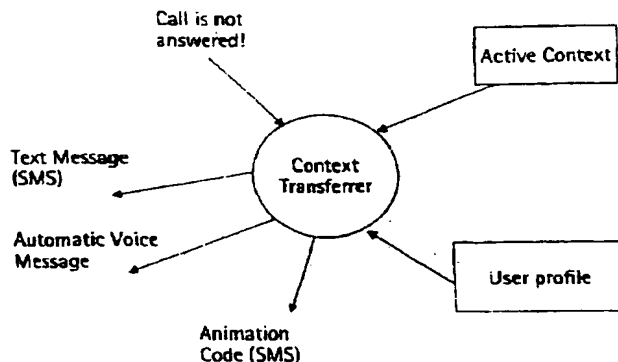 Call is not
answered!
Active Context
Context
Transferrer
Text Message
(SMS)
Automatic Voice
Message
User profile
Animation
Code (SMS)